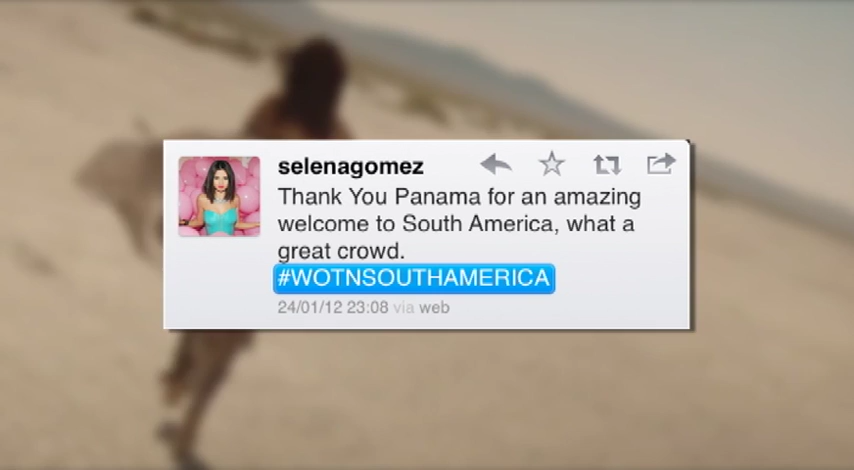 selenagomez
Thank You Panama for an amazing
welcome to South America, what a
great crowd.
#WOTNSOUTHAMERICA
24/01/12 23:08 via web